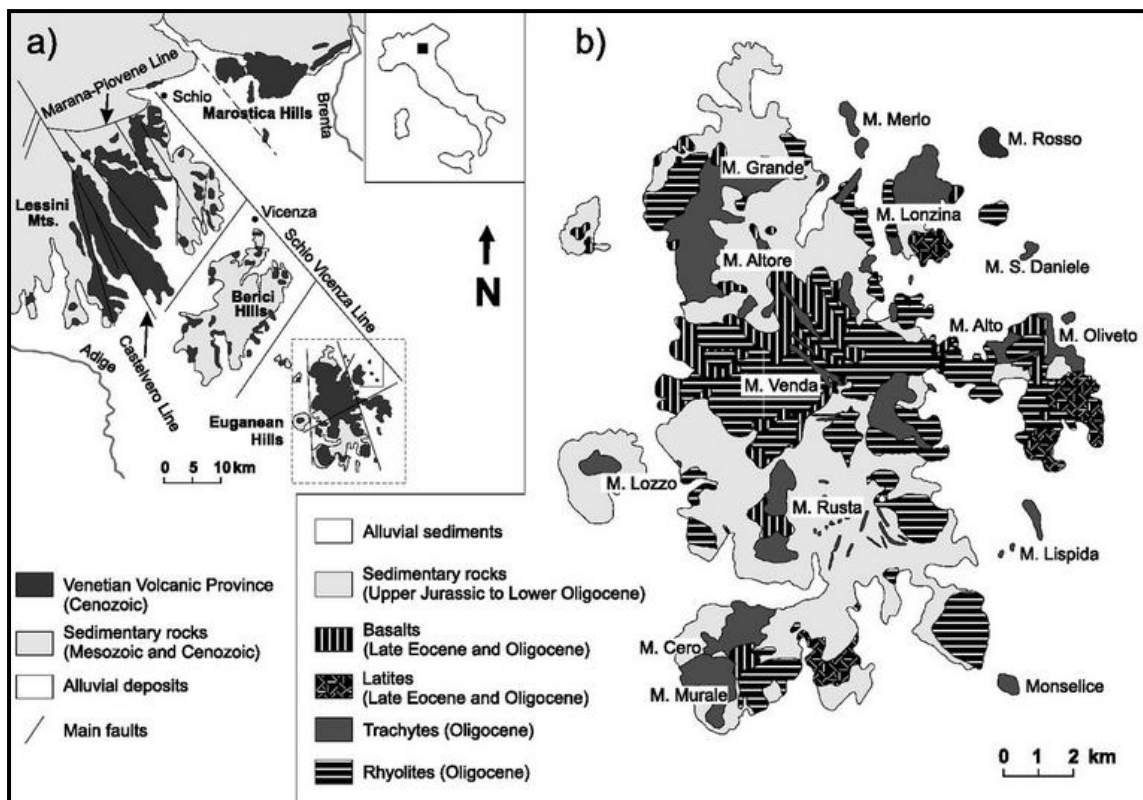 a)
Marana-Piovene Line
Schio
Marostica Hills
Brenta
Lessini
Mts.
Vicenza
Schio Vicenza Line
Berici
Hills
N
Adige
Castelvero Line
Euganean
Hills
0 5 10 km
Venetian Volcanic Province
(Cenozoic)
Sedimentary rocks
(Mesozoic and Cenozoic)
Alluvial deposits
Main faults
Alluvial sediments
Sedimentary rocks
(Upper Jurassic to Lower Oligocene)
Basalts
(Late Eocene and Oligocene)
Latites
(Late Eocene and Oligocene)
Trachytes (Oligocene)
Rhyolites (Oligocene)
b)
M. Merlo
M. Rosso
M. Grande
M. Lonzina
M. Altore
M. S. Daniele
M. Alto
M. Oliveto
M. Venda
M. Lozzo
M. Rusta
M. Lispida
M. Cero
M. Murale
Monselice
0 1 2 km